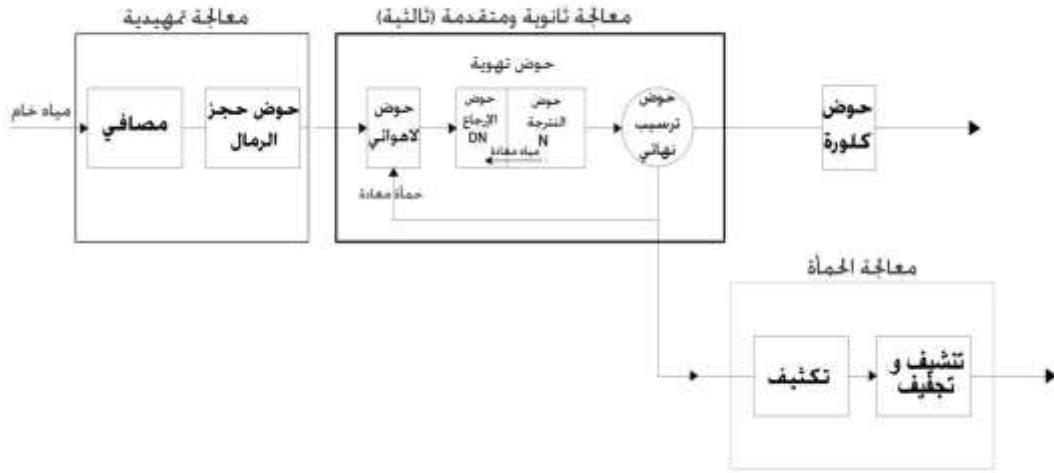 معالجة تمهيدية
معالجة ثانوية ومتقدمة (ثالثية)
مياه خام
مصافي
حوض حجز
الرمال
حوض
لاهوائي
حوض تهوية
حوض
الإرجاع
DN
حوض
النترجة
N
مياه معادة
حوض
ترسيب
نهائي
حوض
كلورة
حمأة معادة
معالجة الحمأة
تكثيف
تنشيف و
تجفيف